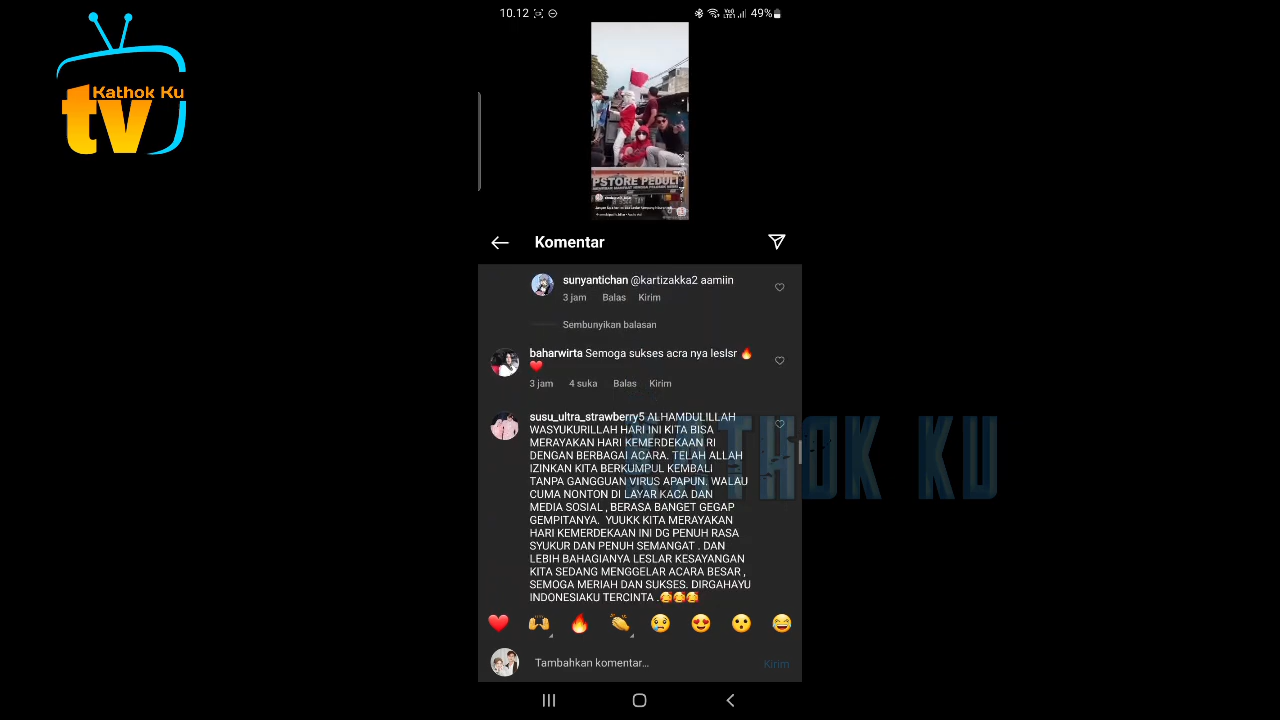 Kathok Ku
tv
10.12
49%
PSTORE PEDULI
Komentar
sunyantichan @kartizakka2 aamiin
3 jam Balas Kirim
Sembunyikan balasan
baharwirta Semoga sukses acra nya leslsr 🔥
❤️
3 jam 4 suka Balas Kirim
susu_ultra_strawberry5 ALHAMDULILLAH
WASYUKURILLAH HARI INI KITA BISA
MERAYAKAN HARI KEMERDEKAAN RI
DENGAN BERBAGAI ACARA. TELAH ALLAH
IZINKAN KITA BERKUMPUL KEMBALI
TANPA GANGGUAN VIRUS APAPUN. WALAU
CUMA NONTON DI LAYAR KACA DAN
MEDIA SOSIAL , BERASA BANGET GEGAP
GEMPITANYA. YUUKK KITA MERAYAKAN
HARI KEMERDEKAAN INI DG PENUH RASA
SYUKUR DAN PENUH SEMANGAT . DAN
LEBIH BAHAGIANYA LESLAR KESAYANGAN
KITA SEDANG MENGGELAR ACARA BESAR ,
SEMOGA MERIAH DAN SUKSES. DIRGAHAYU
INDONESIAKU TERCINTA .🥰🥰🥰
KATHOK KU
❤️ 🙌 🔥 👏 😢 😍 😮 😂
Tambahkan komentar...
Kirim